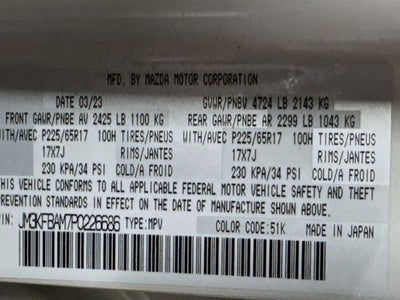 MFD. BY MAZDA MOTOR CORPORATION
DATE 03/23 GVWR/PNBV 4724 LB 2143 KG
FRONT GAWR/PNBE AV 2425 LB 1100 KG REAR GAWR/PNBE AR 2299 LB 1043 KG
WITH/AVEC P225/65R17 100H TIRES/PNEUS WITH/AVEC P225/65R17 100H TIRES/PNEUS
17X7J RIMS/JANTES 17X7J RIMS/JANTES
230 KPA/34 PSI COLD/A FROID 230 KPA/34 PSI COLD/A FROID
THIS VEHICLE CONFORMS TO ALL APPLICABLE FEDERAL MOTOR VEHICLE SAFETY AND THEFT
PREVENTION STANDARDS IN EFFECT ON THE DATE OF MANUFACTURE SHOWN ABOVE.
VIN: JM3KFBAM7P0226686 TYPE:MPV COLOR CODE:51K MADE IN JAPAN